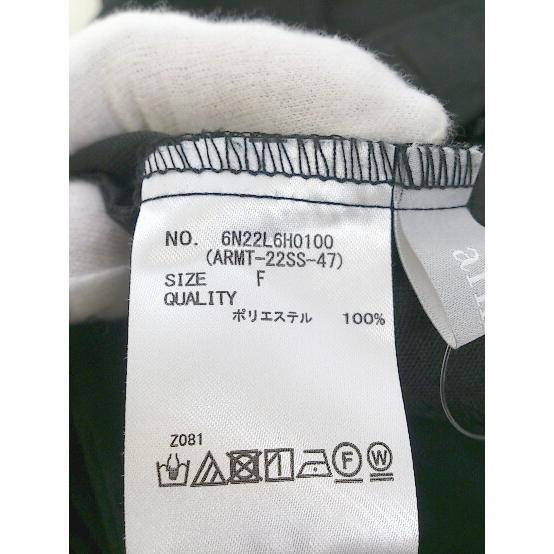 NO. 6N22L6H0100
(ARMT-22SS-47)
SIZE F
QUALITY
ポリエステル 100%
Z081
F W